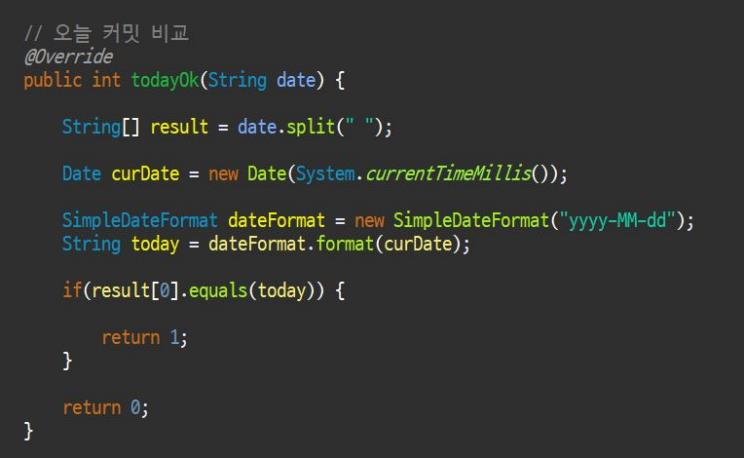 // 오늘 커밋 비교
@Override
public int todayOk(String date) {
String[] result = date.split(" ");
Date curDate = new Date(System.currentTimeMillis());
SimpleDateFormat dateFormat = new SimpleDateFormat("yyyy-MM-dd");
String today = dateFormat.format(curDate);
if(result[0].equals(today)) {
return 1;
}
return 0;
}